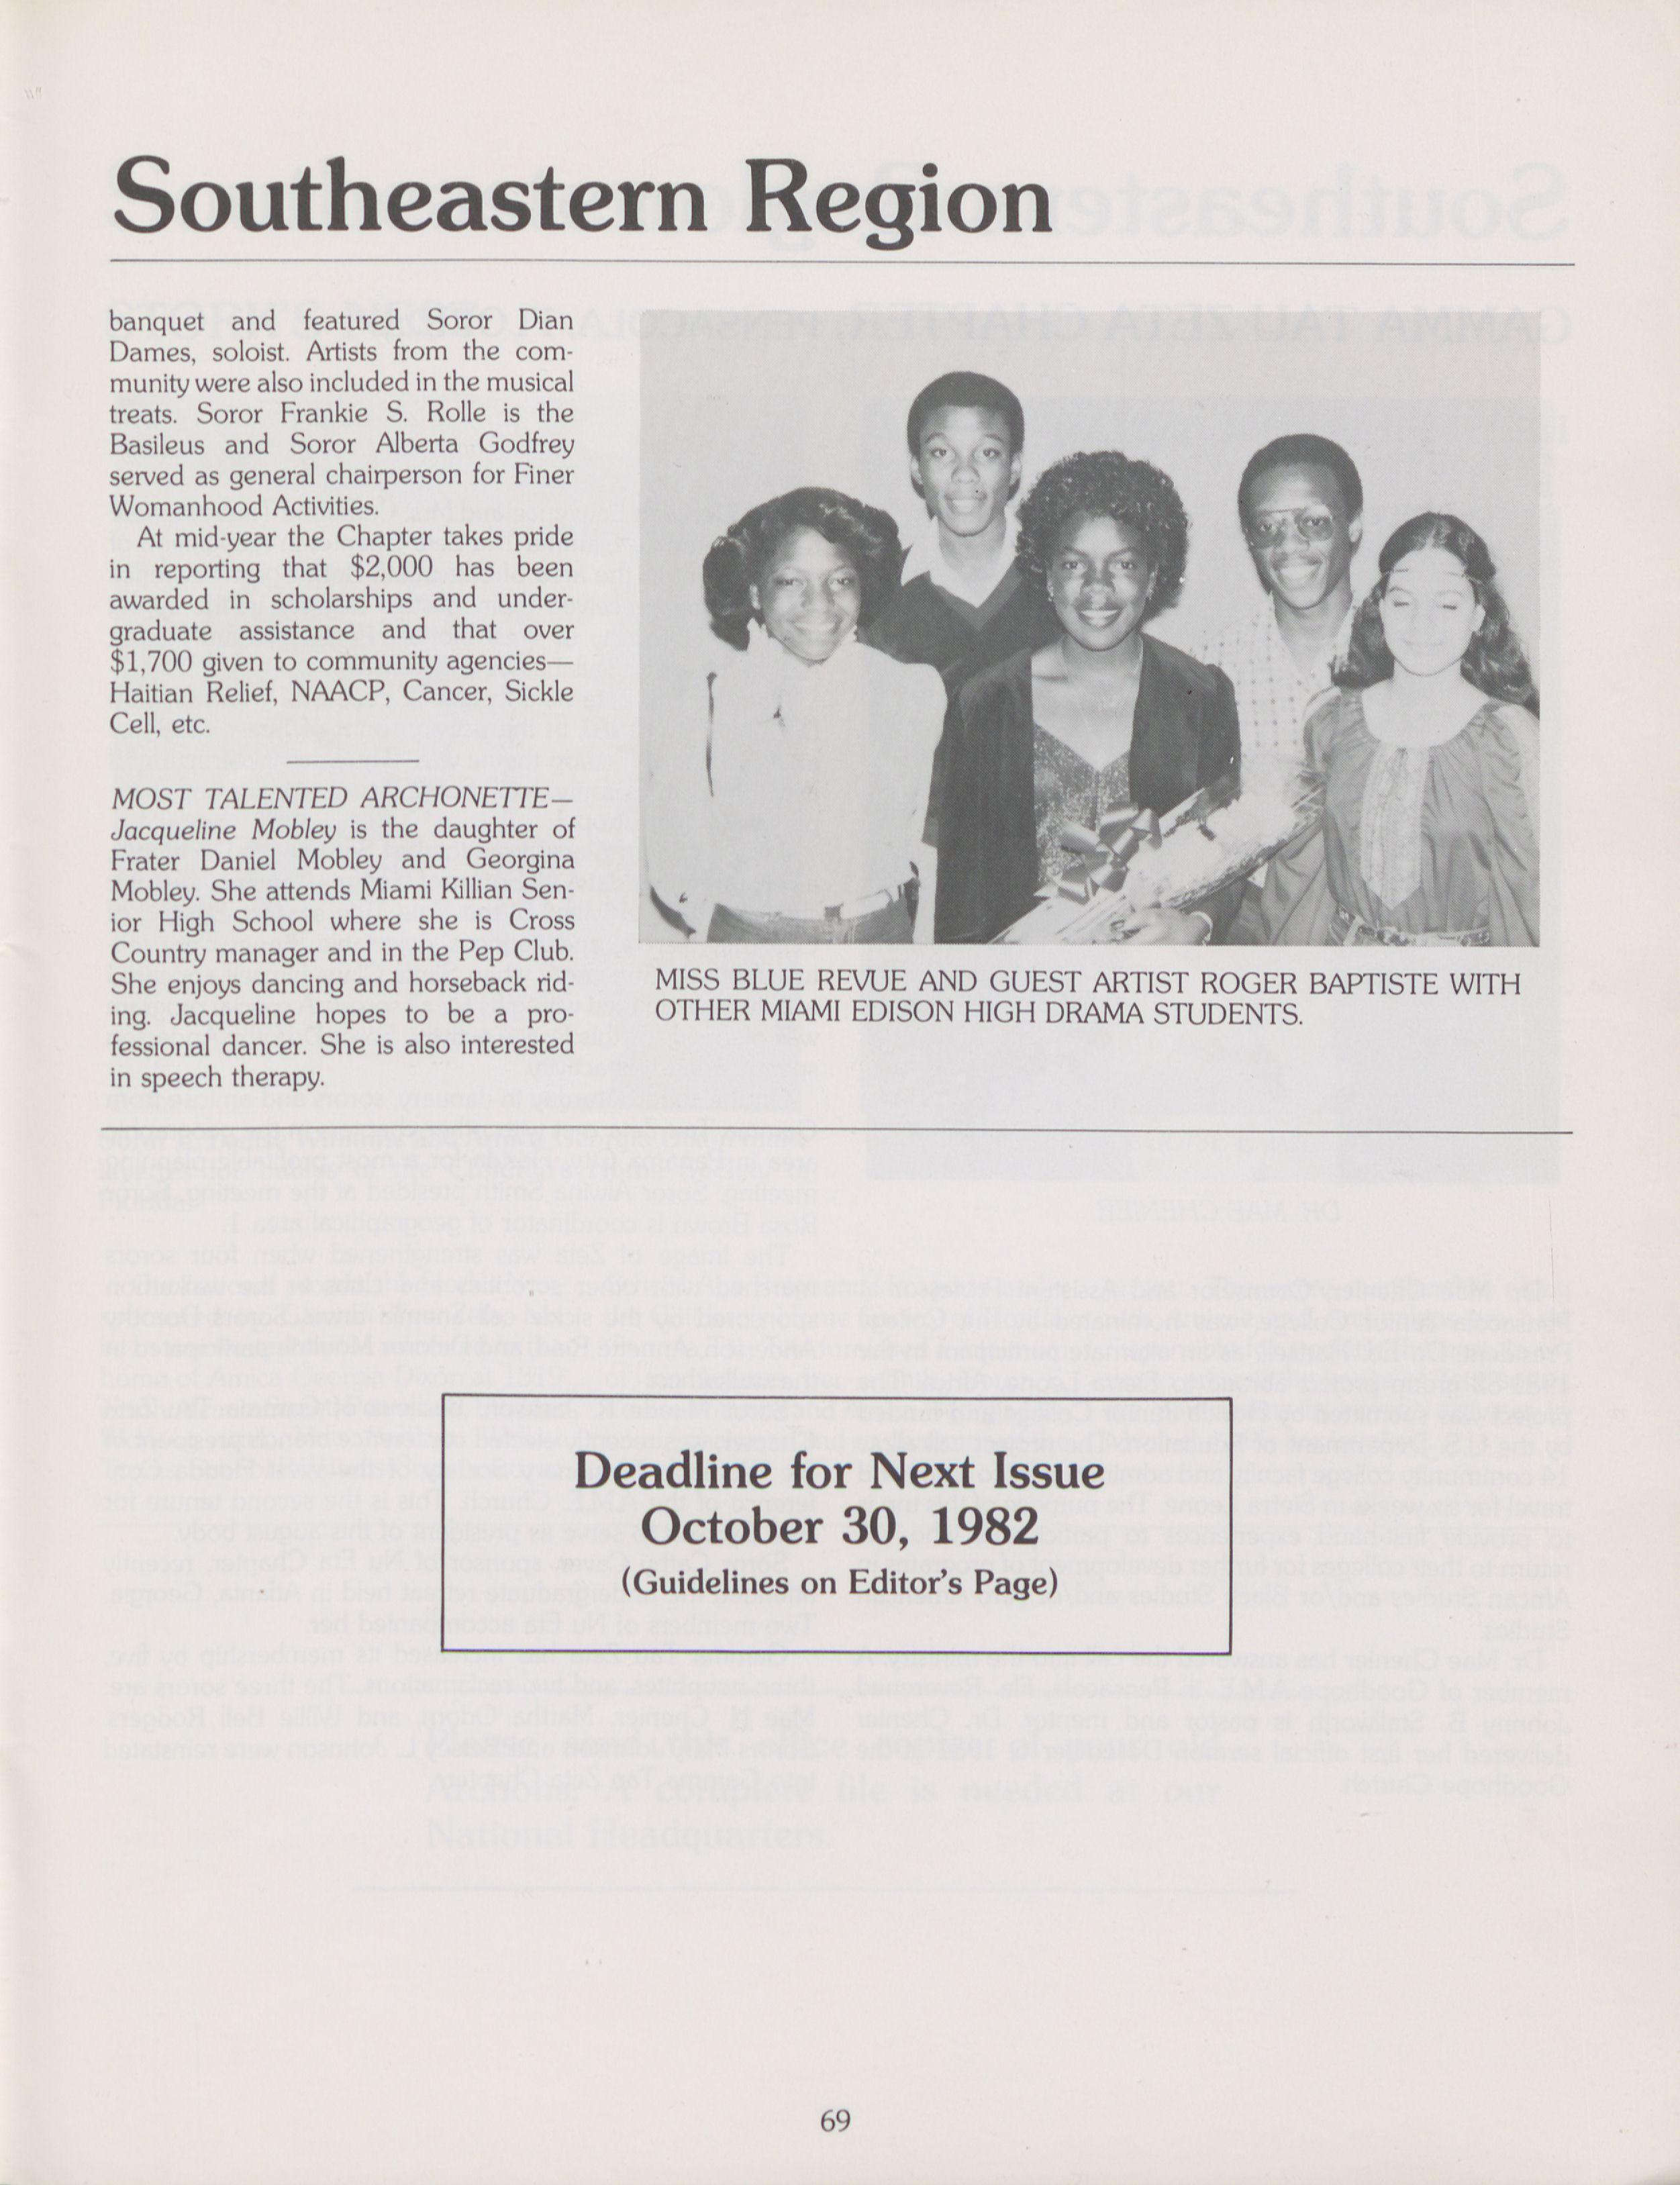 Southeastern Region
banquet and featured Soror Dian
Dames, soloist. Artists from the com-
munity were also included in the musical
treats. Soror Frankie S. Rolle is the
Basileus and Soror Alberta Godfrey
served as general chairperson for Finer
Womanhood Activities.
At mid-year the Chapter takes pride
in reporting that $2,000 has been
awarded in scholarships and under-
graduate assistance and that over
$1,700 given to community agencies—
Haitian Relief, NAACP, Cancer, Sickle
Cell, etc.
MOST TALENTED ARCHONETTE—
Jacqueline Mobley is the daughter of
Frater Daniel Mobley and Georgina
Mobley. She attends Miami Killian Sen-
ior High School where she is Cross
Country manager and in the Pep Club.
She enjoys dancing and horseback rid-
ing. Jacqueline hopes to be a pro-
fessional dancer. She is also interested
in speech therapy.
MISS BLUE REVUE AND GUEST ARTIST ROGER BAPTISTE WITH
OTHER MIAMI EDISON HIGH DRAMA STUDENTS.
Deadline for Next Issue
October 30, 1982
(Guidelines on Editor's Page)
69